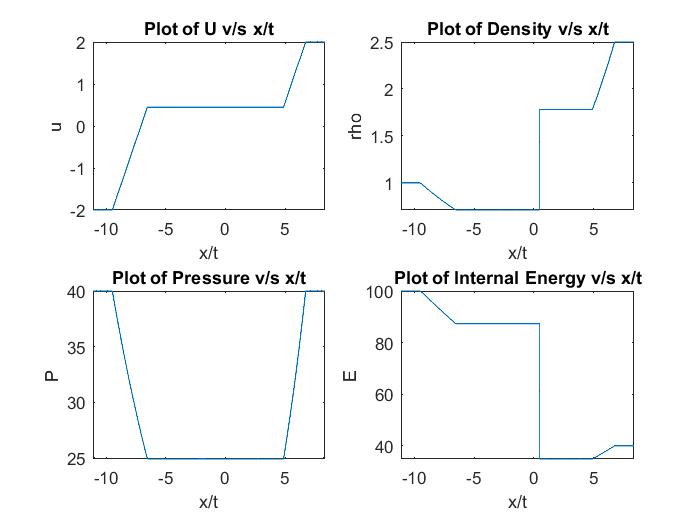 Plot of U v/s x/t
2
1
0
-1
-2
u
-10 -5 0 5
x/t
Plot of Density v/s x/t
2.5
2
1.5
1
rho
-10 -5 0 5
x/t
Plot of Pressure v/s x/t
40
35
30
25
P
-10 -5 0 5
x/t
Plot of Internal Energy v/s x/t
100
80
60
40
E
-10 -5 0 5
x/t